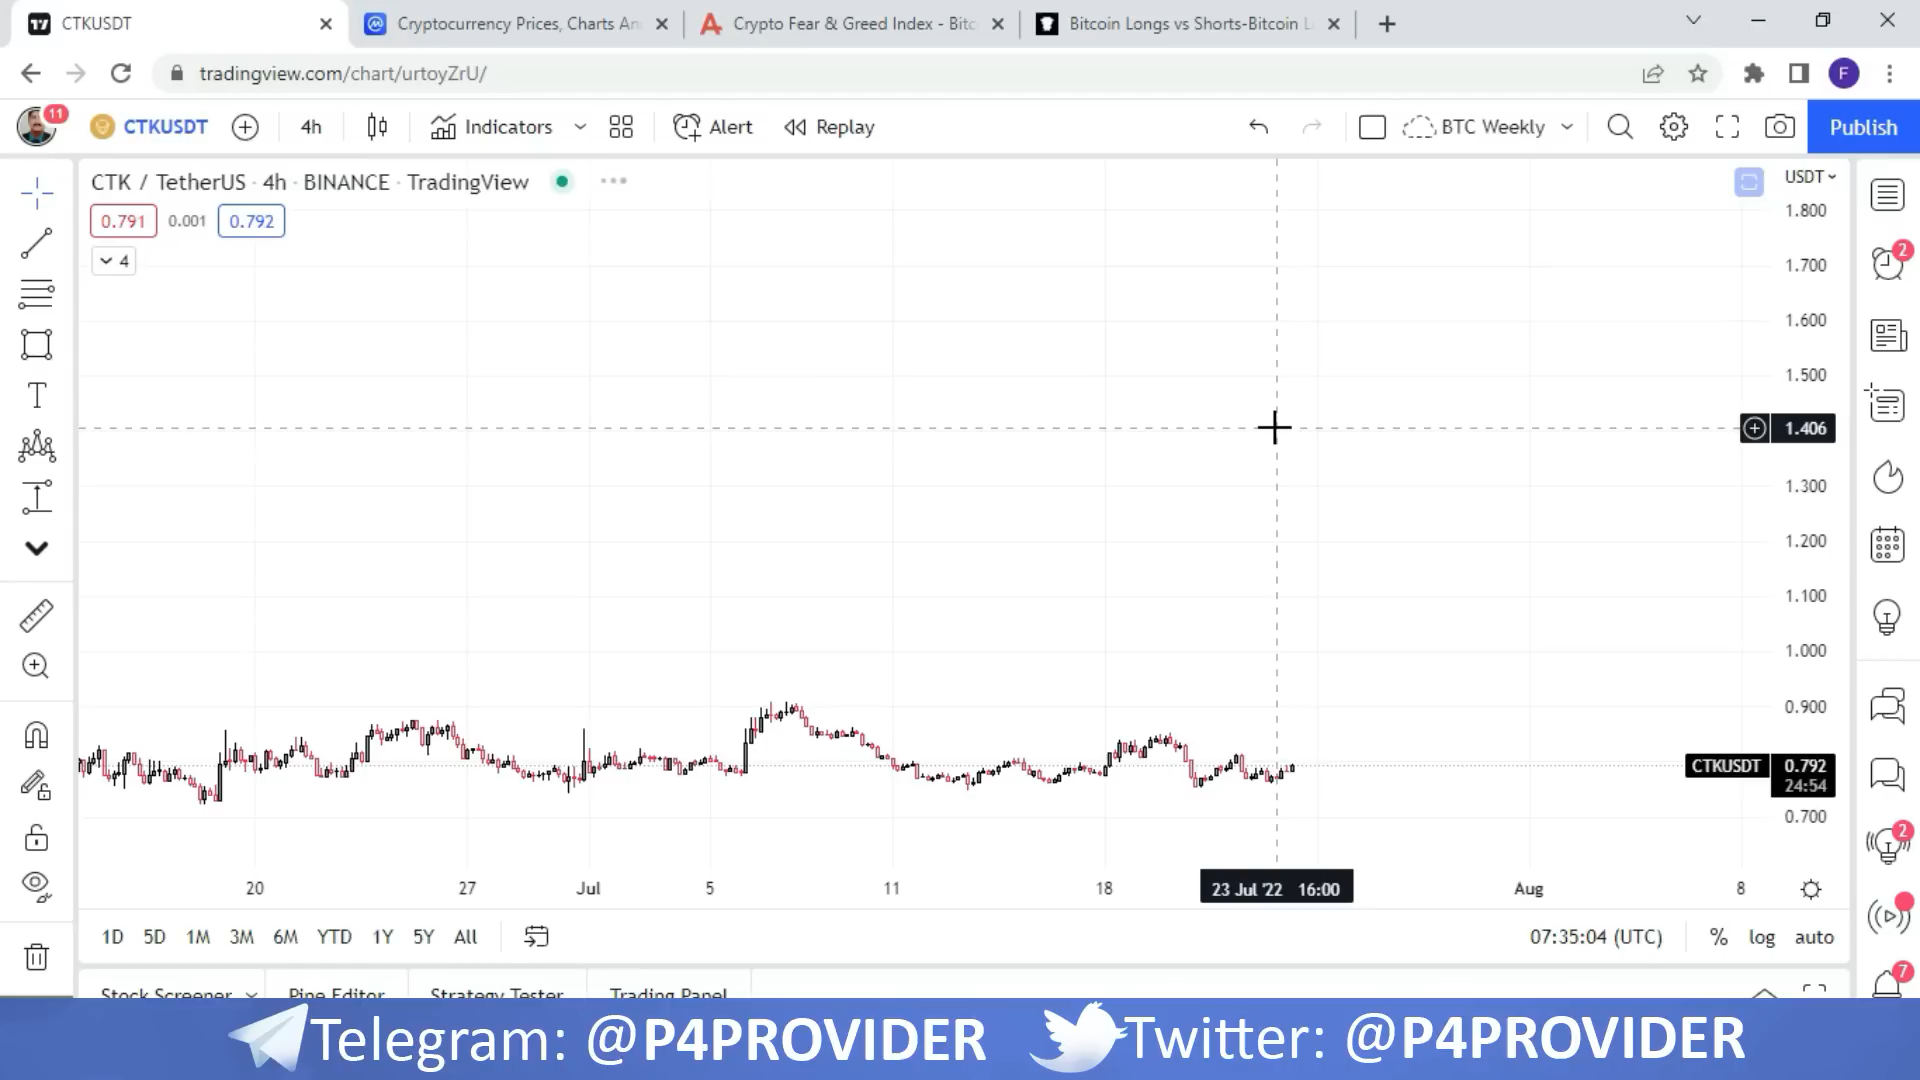 CTKUSDT
Cryptocurrency Prices, Charts An
Crypto Fear & Greed Index - Bitc
Bitcoin Longs vs Shorts-Bitcoin L
tradingview.com/chart/urtoyZrU/
F
11
CTKUSDT
4h
Indicators
Alert
Replay
BTC Weekly
Publish
CTK / TetherUS · 4h · BINANCE · TradingView
USDT
0.791
0.001
0.792
4
1.800
1.700
1.600
1.500
1.406
1.300
1.200
1.100
1.000
0.900
CTKUSDT
0.792
24:54
0.700
2
2
7
20
27
Jul
5
11
18
23 Jul '22 16:00
Aug
8
1D
5D
1M
3M
6M
YTD
1Y
5Y
All
07:35:04 (UTC)
%
log
auto
Stock Screener
Pine Editor
Strategy Tester
Trading Panel
Telegram: @P4PROVIDER
Twitter: @P4PROVIDER